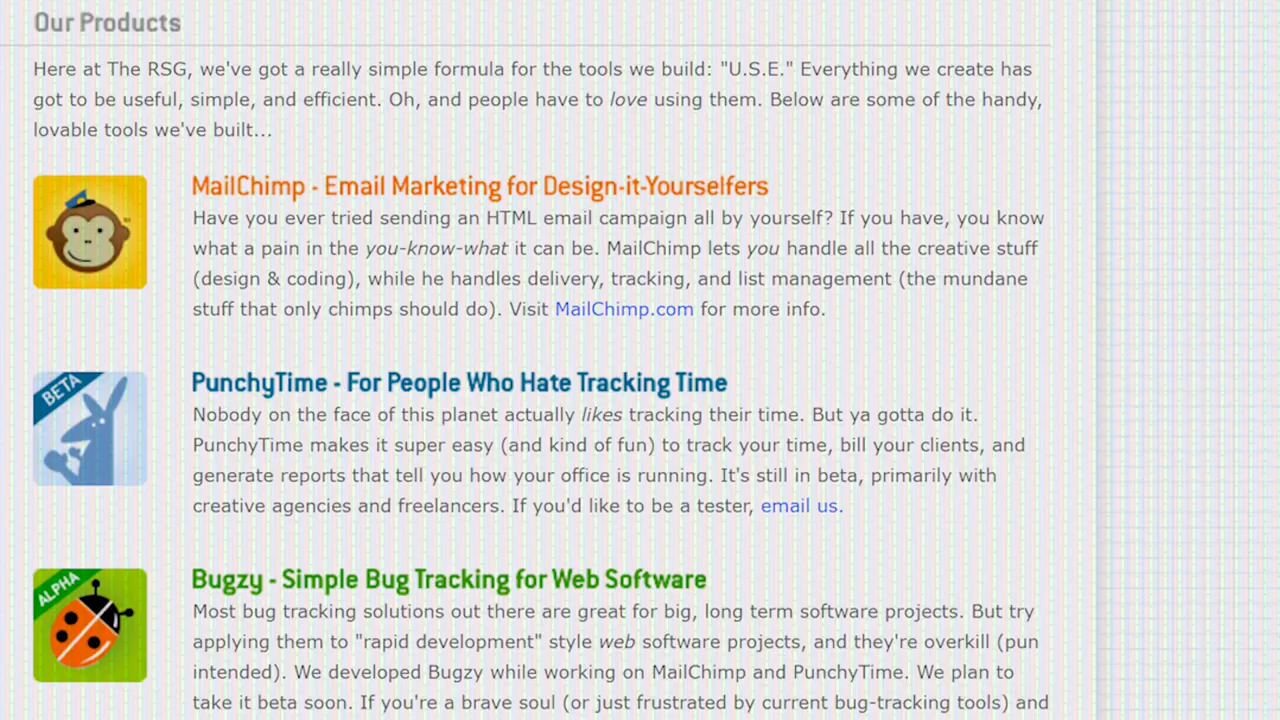 Our Products
Here at The RSG, we've got a really simple formula for the tools we build: "U.S.E." Everything we create has
got to be useful, simple, and efficient. Oh, and people have to love using them. Below are some of the handy,
lovable tools we've built...
MailChimp - Email Marketing for Design-it-Yourselfers
Have you ever tried sending an HTML email campaign all by yourself? If you have, you know
what a pain in the you-know-what it can be. MailChimp lets you handle all the creative stuff
(design & coding), while he handles delivery, tracking, and list management (the mundane
stuff that only chimps should do). Visit MailChimp.com for more info.
BETA
PunchyTime - For People Who Hate Tracking Time
Nobody on the face of this planet actually likes tracking their time. But ya gotta do it.
PunchyTime makes it super easy (and kind of fun) to track your time, bill your clients, and
generate reports that tell you how your office is running. It's still in beta, primarily with
creative agencies and freelancers. If you'd like to be a tester, email us.
ALPHA
Bugzy - Simple Bug Tracking for Web Software
Most bug tracking solutions out there are great for big, long term software projects. But try
applying them to "rapid development" style web software projects, and they're overkill (pun
intended). We developed Bugzy while working on MailChimp and PunchyTime. We plan to
take it beta soon. If you're a brave soul (or just frustrated by current bug-tracking tools) and